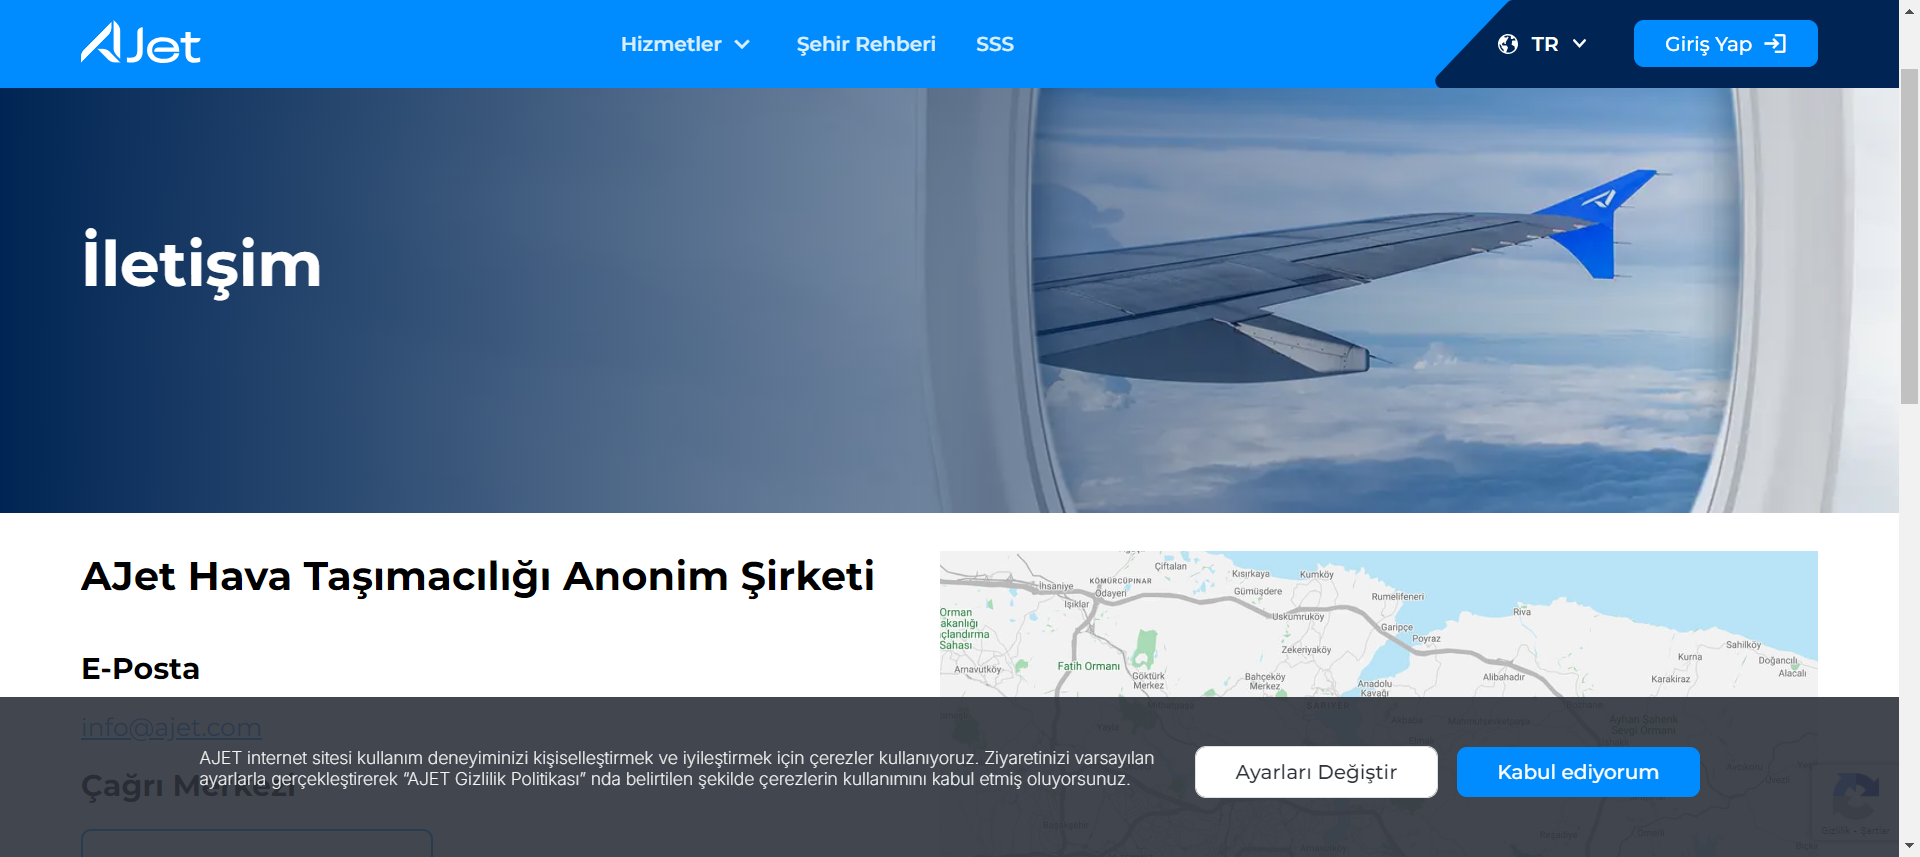 AJet
Hizmetler
Şehir Rehberi
SSS
TR
Giriş Yap
İletişim
AJet Hava Taşımacılığı Anonim Şirketi
E-Posta
info@ajet.com
Çağrı Merkezi
AJET internet sitesi kullanım deneyiminizi kişiselleştirmek ve iyileştirmek için çerezler kullanıyoruz. Ziyaretinizi varsayılan
ayarlarla gerçekleştirerek “AJET Gizlilik Politikası” nda belirtilen şekilde çerezlerin kullanımını kabul etmiş oluyorsunuz.
Ayarları Değiştir
Kabul ediyorum
Çiftalan
Kısırkaya
Kumköy
İhsaniye
KÖMÜRCÜPINAR
Odayeri
Gümüşdere
Rumelifeneri
Işıklar
Uskumruköy
Riva
Orman
akanlığı
açlandırma
Sahası
Garipçe
Poyraz
Zekeriyaköy
Sahilköy
Arnavutköy
Fatih Ormanı
Göktürk
Merkez
Bahçeköy
Merkez
Anadolu
Kavağı
Alibahadır
Kurna
Karakiraz
Doğancılı
Alacalı
SARIYER
Gizlilik - Şartlar